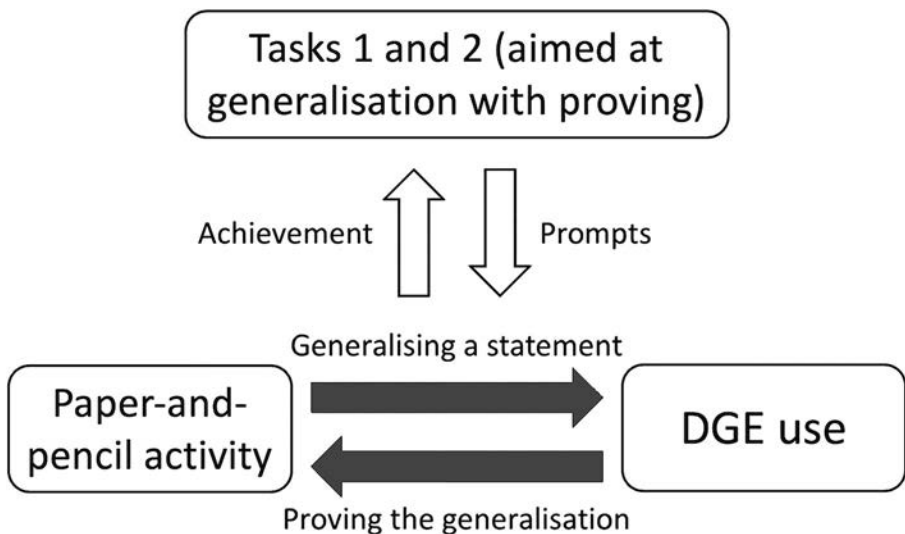 Tasks 1 and 2 (aimed at
generalisation with proving)
Achievement
Prompts
Generalising a statement
Paper-and-
pencil activity
DGE use
Proving the generalisation